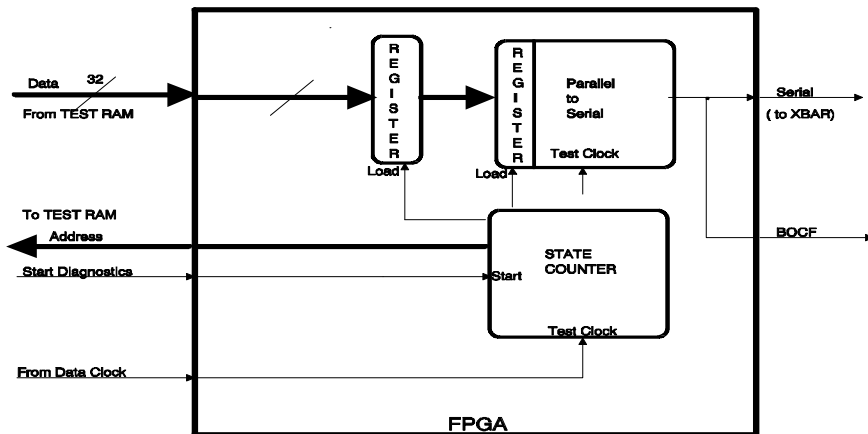 Data
32
From TEST RAM
REGISTER
Load
REGISTER
Load
Parallel
to
Serial
Test Clock
Serial
( to XBAR)
To TEST RAM
Address
BOCF
Start Diagnostics
Start
STATE
COUNTER
Test Clock
From Data Clock
FPGA